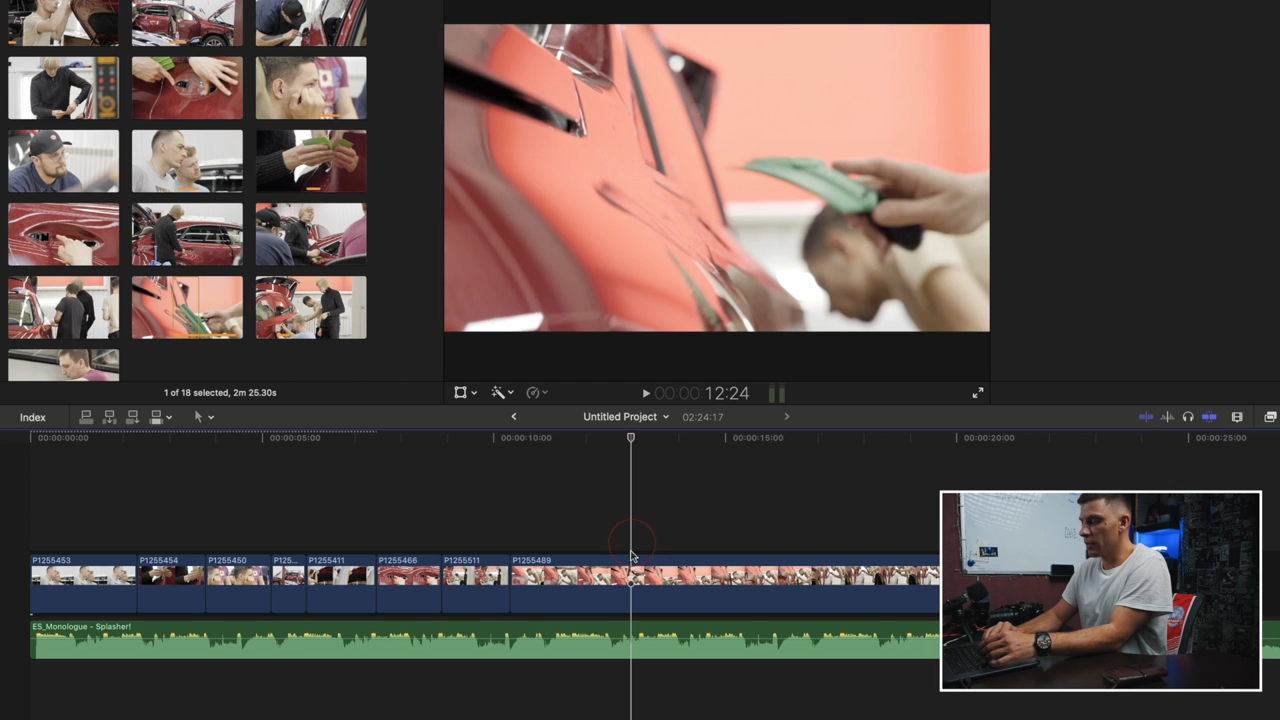 1 of 18 selected, 2m 25.30s
00:00:00:12:24
Index
Untitled Project
02:24:17
00:00:00:00
00:00:05:00
00:00:10:00
00:00:15:00
00:00:20:00
00:00:25:00
P1255453
P1255454
P1255450
P125...
P1255411
P1255466
P1255511
P1255489
ES_Monologue - Splasher!